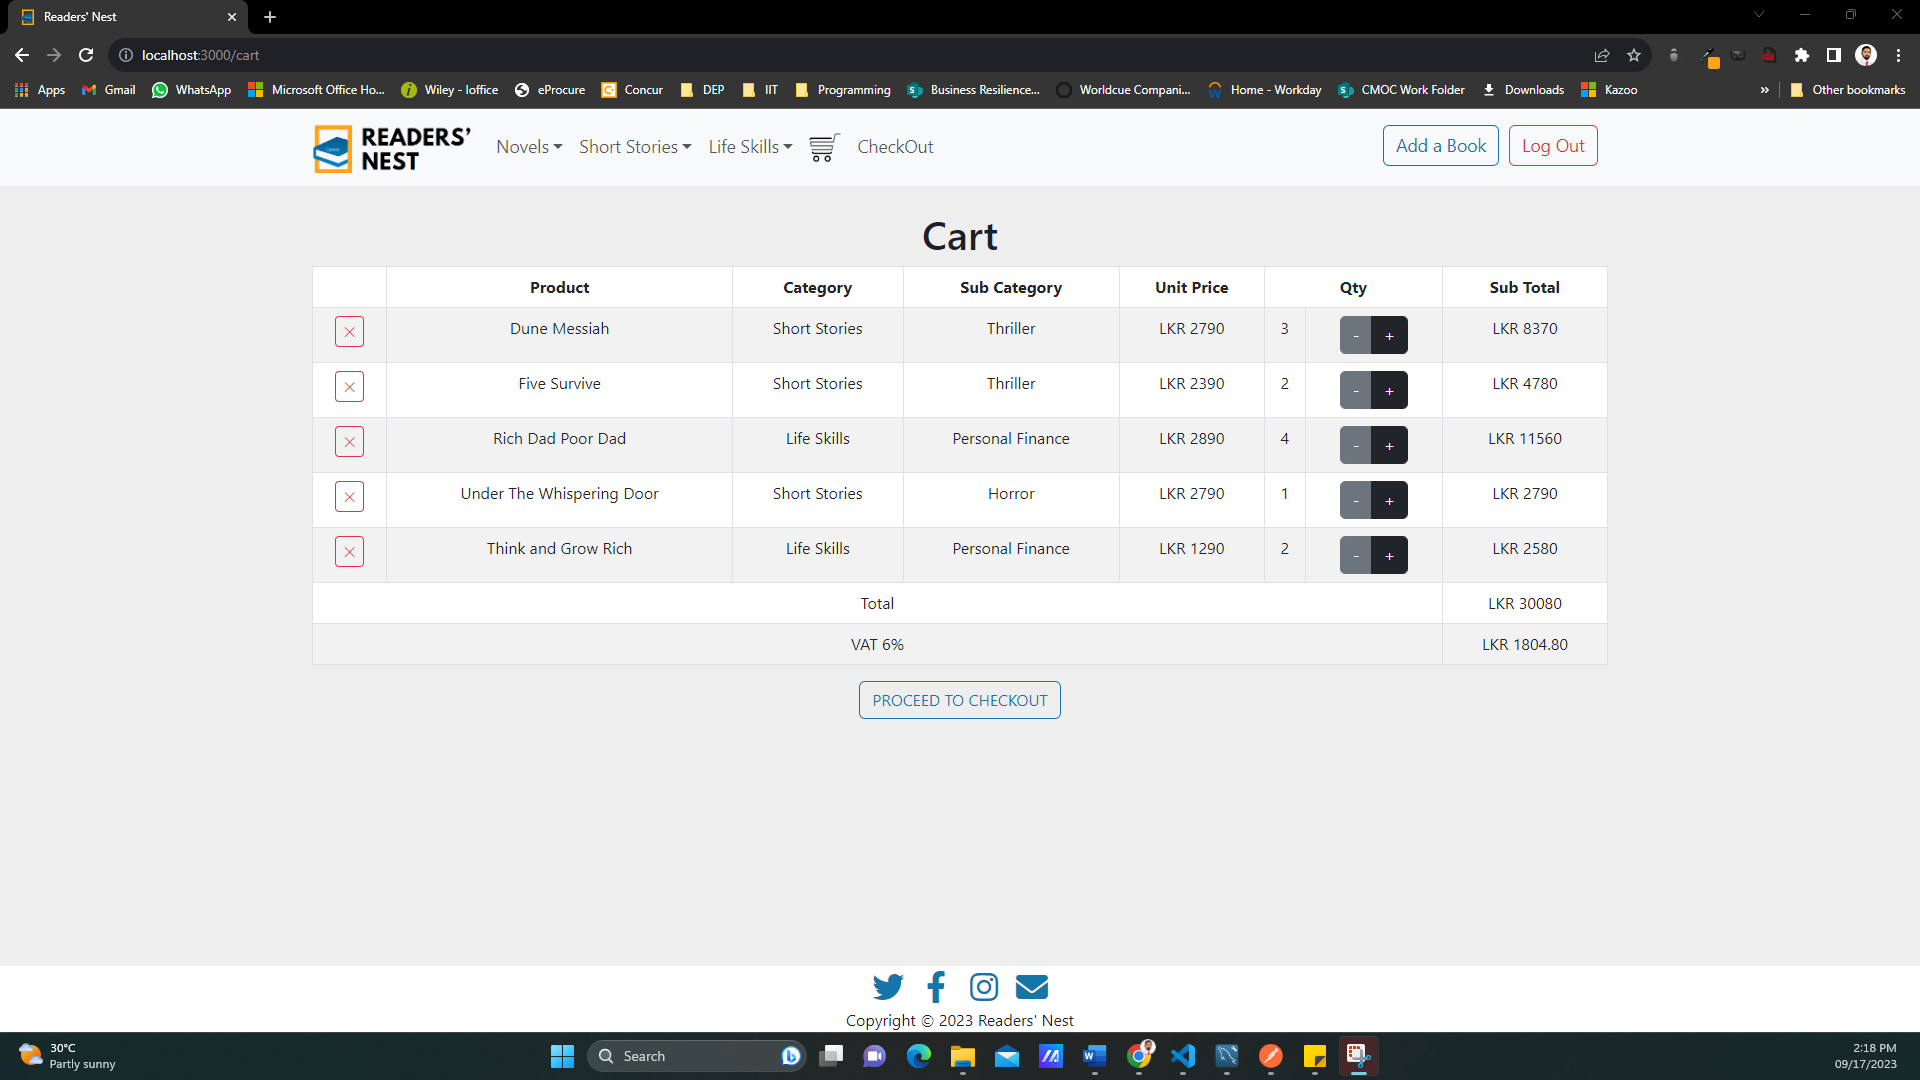 Readers' Nest
localhost:3000/cart
Apps Gmail WhatsApp Microsoft Office Ho... Wiley - Ioffice eProcure Concur DEP IIT Programming Business Resilience... Worldcue Compani... Home - Workday CMOC Work Folder Downloads Kazoo » Other bookmarks
READERS' NEST Novels Short Stories Life Skills CheckOut Add a Book Log Out
Cart
Product Category Sub Category Unit Price Qty Sub Total
Dune Messiah Short Stories Thriller LKR 2790 3 - + LKR 8370
Five Survive Short Stories Thriller LKR 2390 2 - + LKR 4780
Rich Dad Poor Dad Life Skills Personal Finance LKR 2890 4 - + LKR 11560
Under The Whispering Door Short Stories Horror LKR 2790 1 - + LKR 2790
Think and Grow Rich Life Skills Personal Finance LKR 1290 2 - + LKR 2580
Total LKR 30080
VAT 6% LKR 1804.80
PROCEED TO CHECKOUT
Copyright © 2023 Readers' Nest
30°C
Partly sunny
Search
2:18 PM
09/17/2023